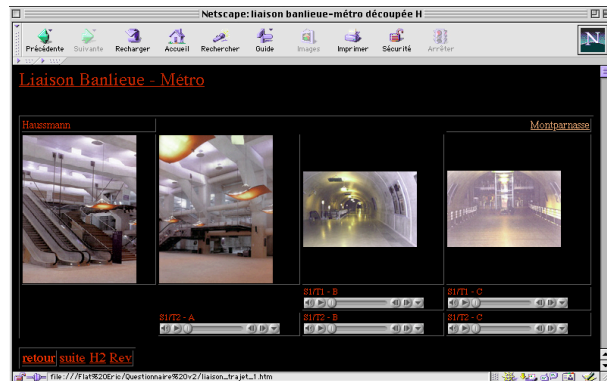 Netscape: liaison banlieue-métro découpée H
Précédente Suivante Recharger Accueil Rechercher Guide Images Imprimer Sécurité Arrêter
N
Liaison Banlieue - Métro
Haussmann Montparnasse
S1/T1 - B S1/T1 - C
S1/T2 - A S1/T2 - B S1/T2 - C
retour suite H2 Rev
file:///Flat%20Eric/Questionnaire%20v2/liaison_trajet_1.htm